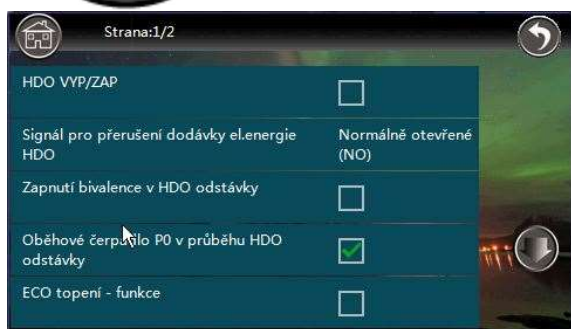 Strana:1/2
HDO VYP/ZAP
Signál pro přerušení dodávky el.energie
HDO
Normálně otevřené
(NO)
Zapnutí bivalence v HDO odstávky
Oběhové čerpadlo P0 v průběhu HDO
odstávky
ECO topení - funkce